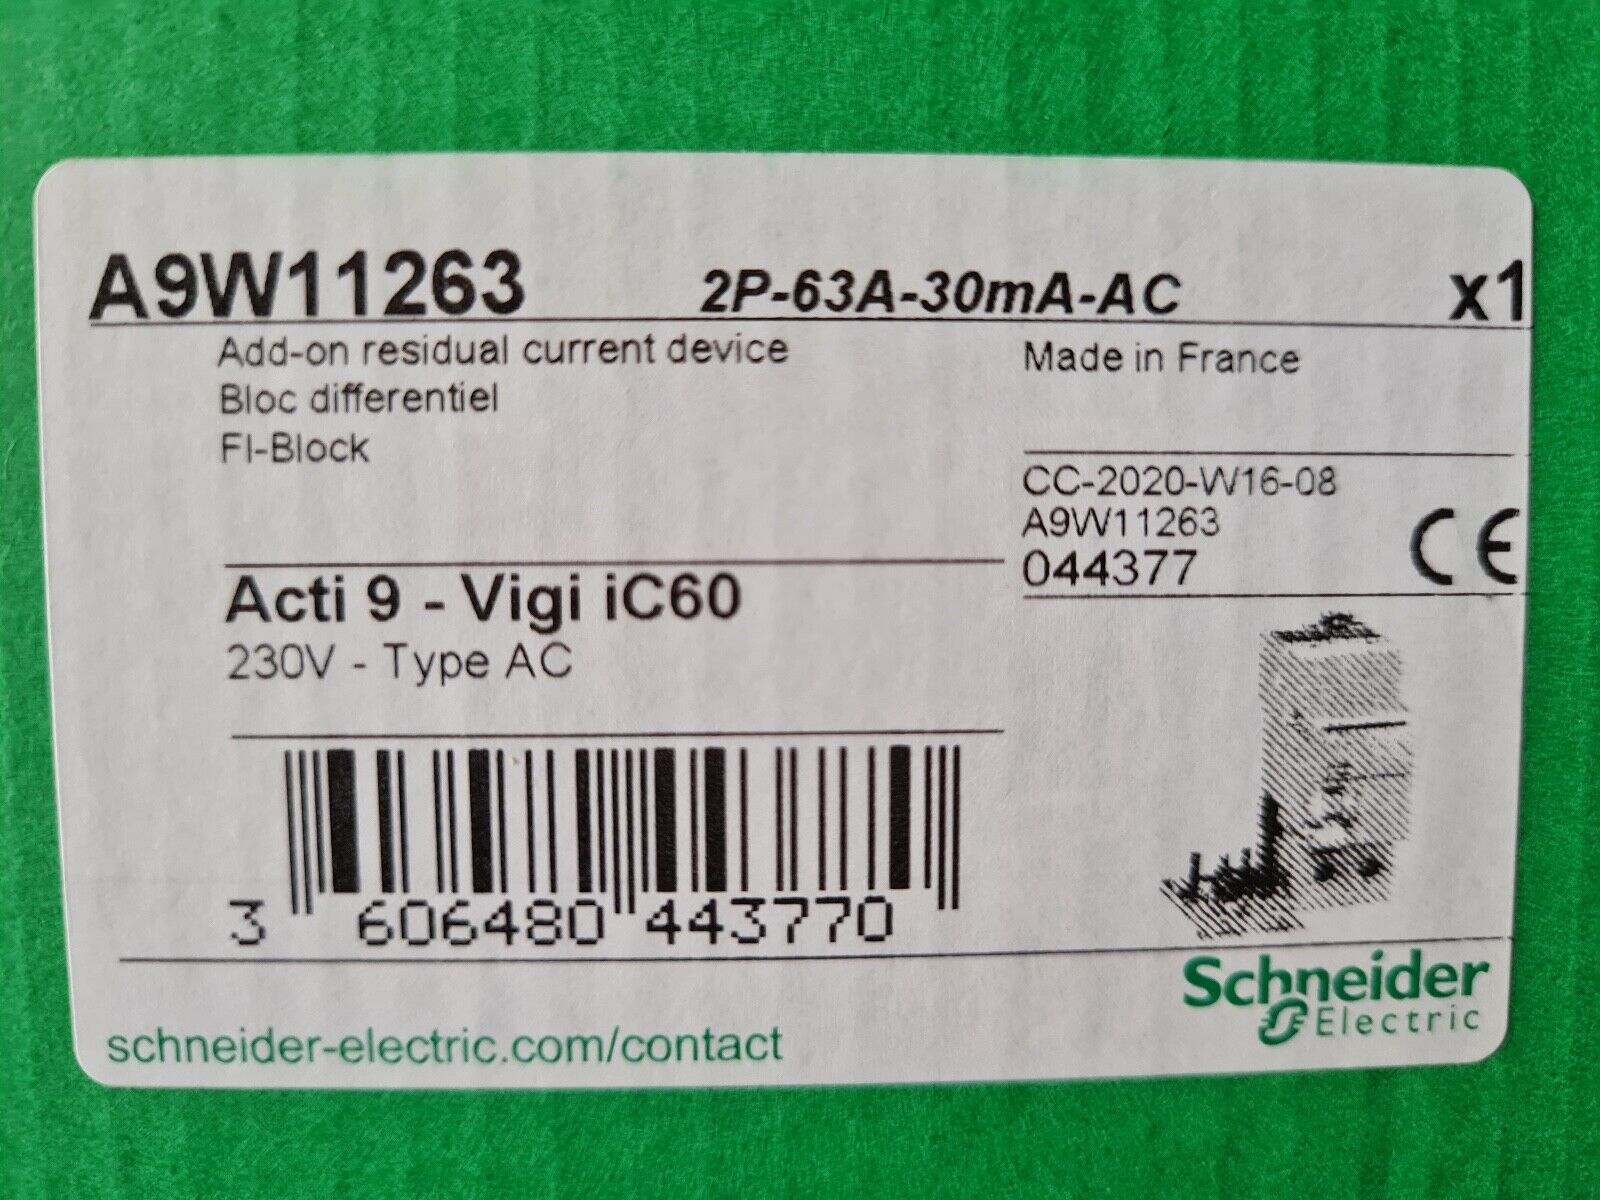 A9W11263 2P-63A-30mA-AC x1
Add-on residual current device
Bloc differentiel
FI-Block
Made in France
CC-2020-W16-08
A9W11263
044377
CE
Acti 9 - Vigi iC60
230V - Type AC
3 606480 443770
Schneider
Electric
schneider-electric.com/contact